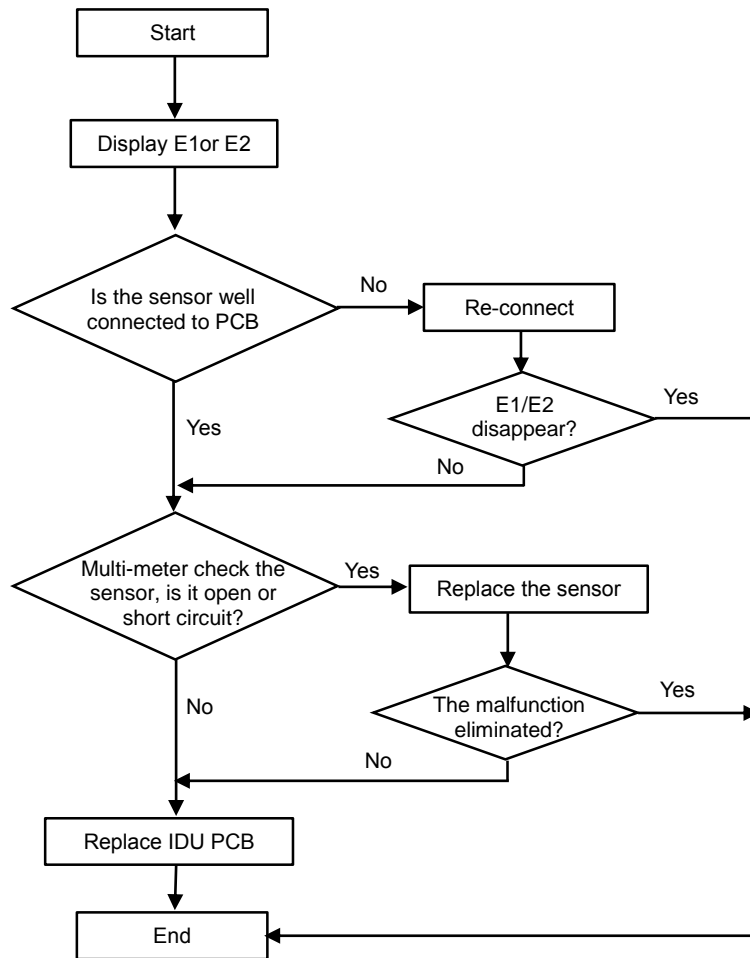 Start
Display E1or E2
Is the sensor well
connected to PCB
No
Re-connect
E1/E2
disappear?
Yes
Yes
No
Multi-meter check the
sensor, is it open or
short circuit?
Yes
Replace the sensor
The malfunction
eliminated?
Yes
No
No
Replace IDU PCB
End